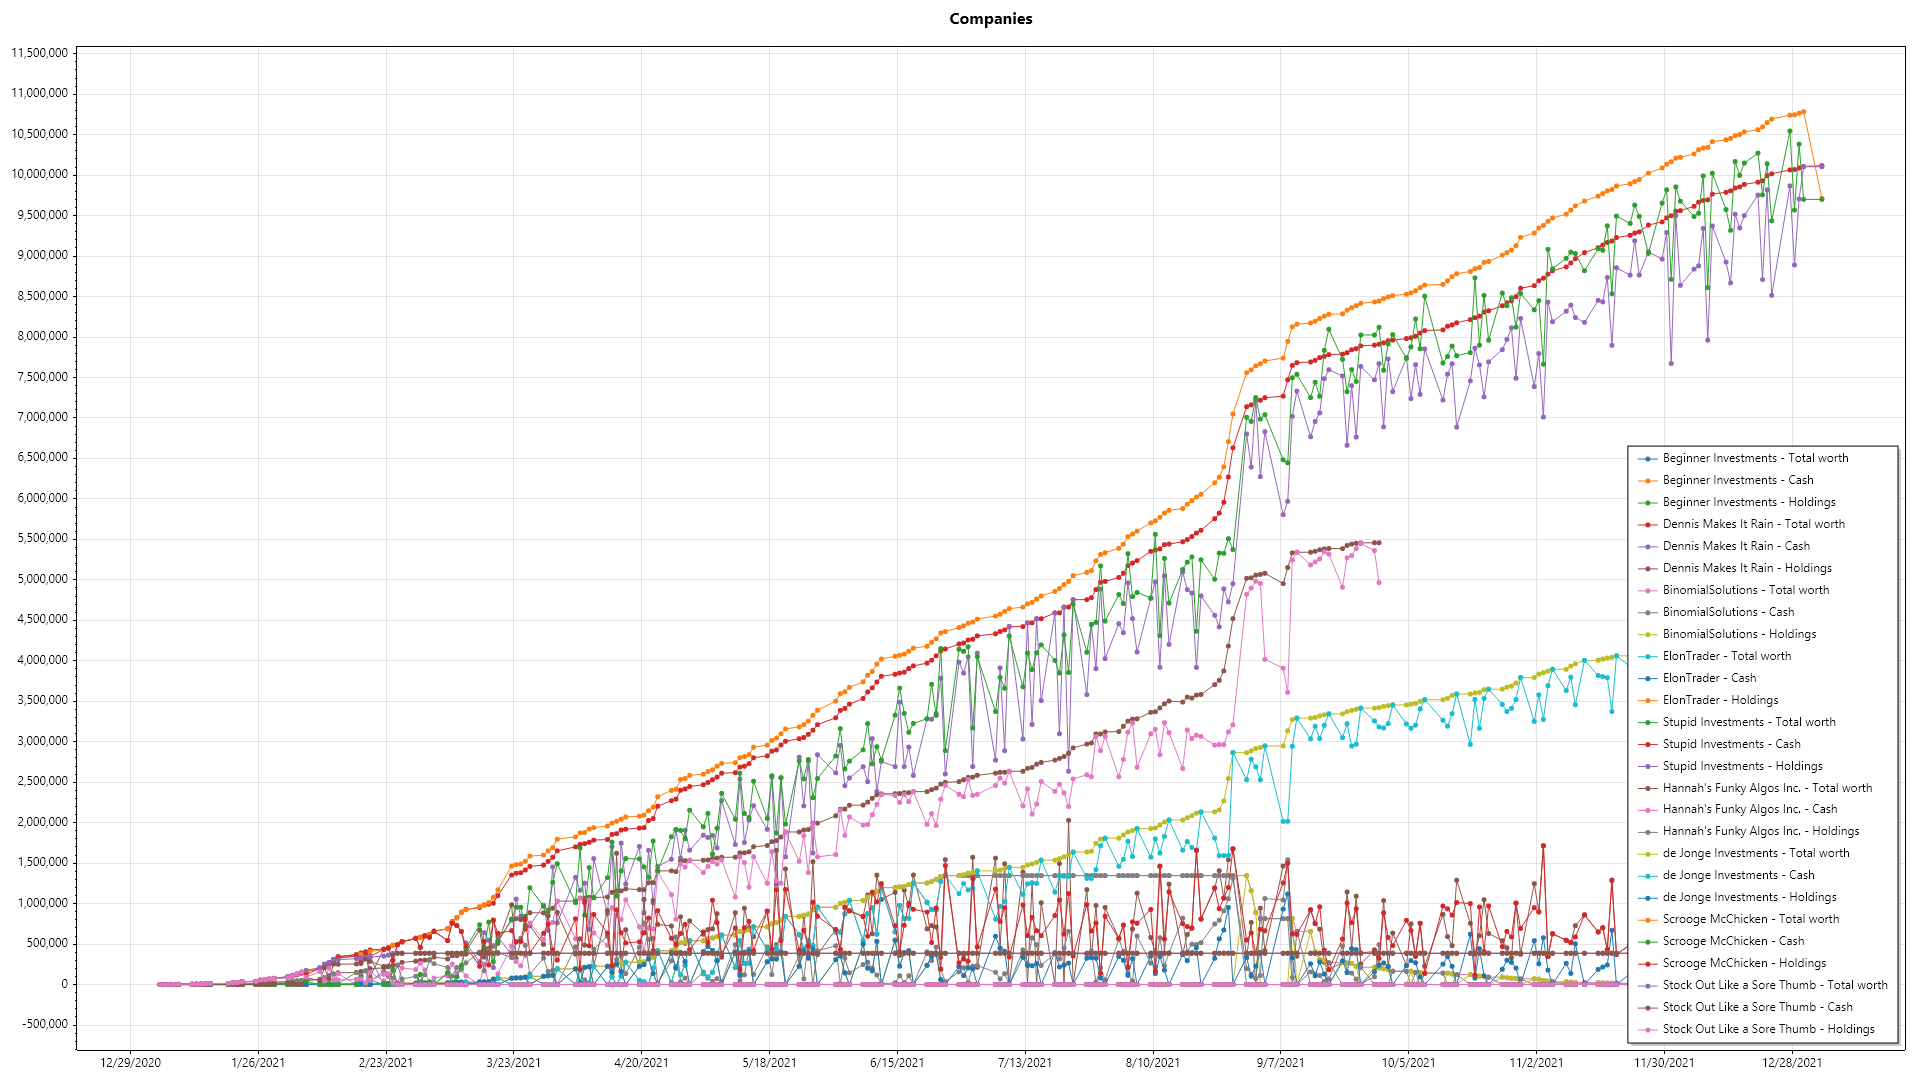 Companies
11,500,000
11,000,000
10,500,000
10,000,000
9,500,000
9,000,000
8,500,000
8,000,000
7,500,000
7,000,000
6,500,000
6,000,000
5,500,000
5,000,000
4,500,000
4,000,000
3,500,000
3,000,000
2,500,000
2,000,000
1,500,000
1,000,000
500,000
0
-500,000
Beginner Investments - Total worth
Beginner Investments - Cash
Beginner Investments - Holdings
Dennis Makes It Rain - Total worth
Dennis Makes It Rain - Cash
Dennis Makes It Rain - Holdings
BinomialSolutions - Total worth
BinomialSolutions - Cash
BinomialSolutions - Holdings
ElonTrader - Total worth
ElonTrader - Cash
ElonTrader - Holdings
Stupid Investments - Total worth
Stupid Investments - Cash
Stupid Investments - Holdings
Hannah's Funky Algos Inc. - Total worth
Hannah's Funky Algos Inc. - Cash
Hannah's Funky Algos Inc. - Holdings
de Jonge Investments - Total worth
de Jonge Investments - Cash
de Jonge Investments - Holdings
Scrooge McChicken - Total worth
Scrooge McChicken - Cash
Scrooge McChicken - Holdings
Stock Out Like a Sore Thumb - Total worth
Stock Out Like a Sore Thumb - Cash
Stock Out Like a Sore Thumb - Holdings
12/29/2020 1/26/2021 2/23/2021 3/23/2021 4/20/2021 5/18/2021 6/15/2021 7/13/2021 8/10/2021 9/7/2021 10/5/2021 11/2/2021 11/30/2021 12/28/2021